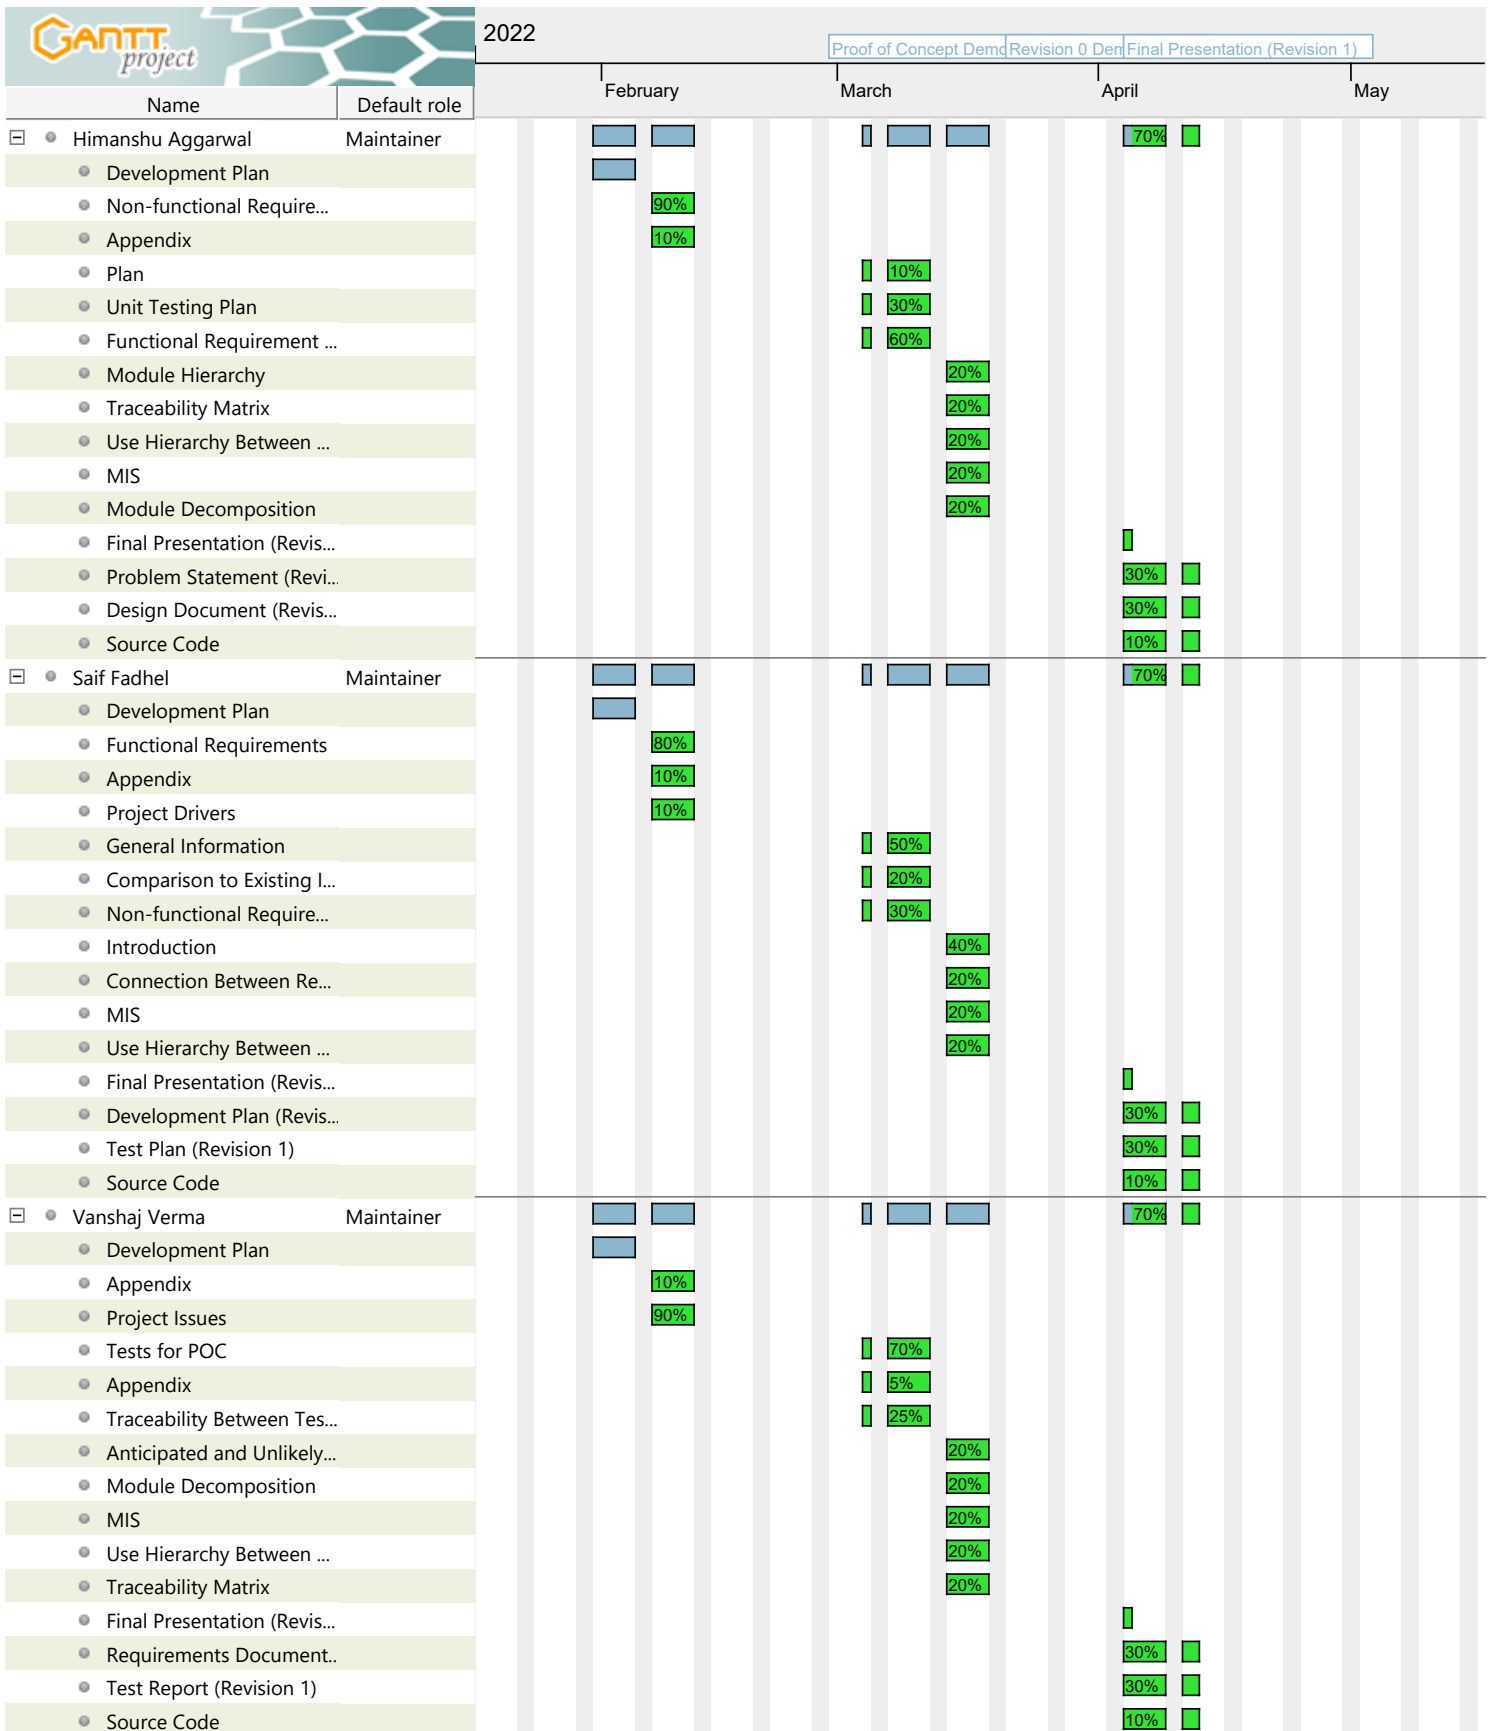 GANTT project
2022
Proof of Concept Demo Revision 0 Dem Final Presentation (Revision 1)
February March April May
Name Default role
Himanshu Aggarwal Maintainer 70%
Development Plan
Non-functional Require... 90%
Appendix 10%
Plan 10%
Unit Testing Plan 30%
Functional Requirement ... 60%
Module Hierarchy 20%
Traceability Matrix 20%
Use Hierarchy Between ... 20%
MIS 20%
Module Decomposition 20%
Final Presentation (Revis...
Problem Statement (Revi... 30%
Design Document (Revis... 30%
Source Code 10%
Saif Fadhel Maintainer 70%
Development Plan
Functional Requirements 80%
Appendix 10%
Project Drivers 10%
General Information 50%
Comparison to Existing I... 20%
Non-functional Require... 30%
Introduction 40%
Connection Between Re... 20%
MIS 20%
Use Hierarchy Between ... 20%
Final Presentation (Revis...
Development Plan (Revis... 30%
Test Plan (Revision 1) 30%
Source Code 10%
Vanshaj Verma Maintainer 70%
Development Plan
Appendix 10%
Project Issues 90%
Tests for POC 70%
Appendix 5%
Traceability Between Tes... 25%
Anticipated and Unlikely... 20%
Module Decomposition 20%
MIS 20%
Use Hierarchy Between ... 20%
Traceability Matrix 20%
Final Presentation (Revis...
Requirements Document.. 30%
Test Report (Revision 1) 30%
Source Code 10%